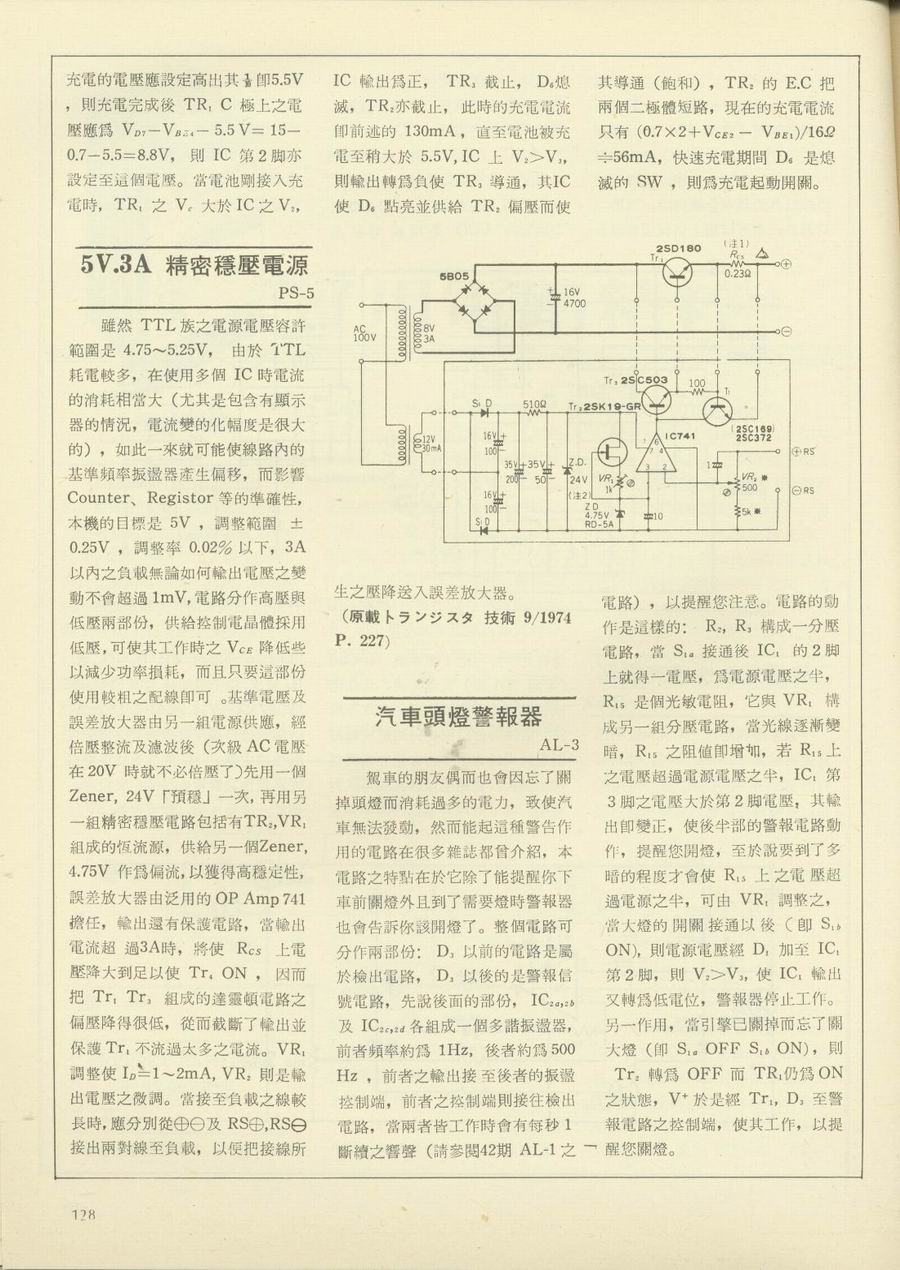 充電的電壓應設定高出其⅒卽5.5V
，則充電完成後 TR₁ C 極上之電
壓應爲 V_D7−V_BE4− 5.5 V= 15−
0.7−5.5=8.8V， 則 IC 第 2 脚亦
設定至這個電壓。當電池剛接入充
電時，TR₁ 之 Vc 大於 IC 之 V₂，
IC 輸出爲正， TR₃ 截止， D₆熄
滅，TR₂亦截止，此時的充電電流
卽前述的 130mA，直至電池被充
電至稍大於 5.5V, IC 上 V₂>V₃,
則輸出轉爲負使 TR₃ 導通，其IC
使 D₆ 點亮並供給 TR₂ 偏壓而使
其導通（飽和），TR₂ 的 E.C 把
兩個二極體短路，現在的充電電流
只有 (0.7×2+V_CE2 − V_BE1)/16Ω
≒56mA，快速充電期間 D₆ 是熄
滅的 SW ，則爲充電起動開關。
5V.3A 精密穩壓電源
PS-5
雖然 TTL 族之電源電壓容許
範圍是 4.75～5.25V， 由於 TTL
耗電較多，在使用多個 IC 時電流
的消耗相當大（尤其是包含有顯示
器的情況，電流變的化幅度是很大
的），如此一來就可能使線路內的
基準頻率振盪器產生偏移，而影響
Counter、Registor 等的準確性，
本機的目標是 5V ，調整範圍 ±
0.25V ，調整率 0.02% 以下，3A
以內之負載無論如何輸出電壓之變
動不會超過 1mV, 電路分作高壓與
低壓兩部份，供給控制電晶體採用
低壓，可使其工作時之 V_CE 降低些
以減少功率損耗，而且只要這部份
使用較粗之配線卽可 。基準電壓及
誤差放大器由另一組電源供應，經
倍壓整流及濾波後（次級 AC 電壓
在20V 時就不必倍壓了)先用一個
Zener, 24V「預穩」一次，再用另
一組精密穩壓電路包括有TR₂,VR₁
組成的恆流源，供給另一個Zener,
4.75V 作爲偏流，以獲得高穩定性，
誤差放大器由泛用的 OP Amp 741
擔任，輸出還有保護電路，當輸出
電流超 過3A時，將使 R_CS 上電
壓降大到足以使 Tr₄ ON ， 因而
把 Tr₁ Tr₃ 組成的達靈頓電路之
偏壓降得很低，從而截斷了輸出並
保護 Tr₁ 不流過太多之電流。VR₁
調整使 I_D≒1～2mA, VR₂ 則是輸
出電壓之微調。當接至負載之線較
長時，應分別從⊕⊖及 RS⊕,RS⊖
接出兩對線至負載，以便把接線所
5B05
2SD180
Tr₁
(注1)
R_CS
0.23Ω
⊕
16V
4700
⊖
AC
100V
8V
3A
Tr₃ 2SC503
100
Si D
510Ω
Tr₂ 2SK19-GR
IC741
(2SC169)
2SC372
12V
30mA
16V
100
35V
200
35V
50
Z.D.
24V
(注2)
VR₁
1k
Z D
4.75V
RD-5A
10
1
VR₂ ＊
500
5k ＊
⊕RS
⊖RS
16V
100
Si D
生之壓降送入誤差放大器。
（原載トランジスタ 技術 9/1974
P. 227）
汽車頭燈警報器
AL-3
駕車的朋友偶而也會因忘了關
掉頭燈而消耗過多的電力，致使汽
車無法發動，然而能起這種警告作
用的電路在很多雜誌都曾介紹，本
電路之特點在於它除了能提醒你下
車前關燈外且到了需要燈時警報器
也會告訴你該開燈了。整個電路可
分作兩部份： D₃ 以前的電路是屬
於檢出電路， D₃ 以後的是警報信
號電路，先說後面的部份， IC₂ₐ,₂b
及 IC₂c,₂d 各組成一個多諧振盪器，
前者頻率約爲 1Hz，後者約爲 500
Hz ，前者之輸出接 至後者的振盪
控制端，前者之控制端則接往檢出
電路，當兩者皆工作時會有每秒 1
斷續之響聲（請參閱42期 AL-1 之
電路），以提醒您注意。電路的動
作是這樣的： R₂, R₃ 構成一分壓
電路，當 S₁ₐ 接通後 IC₁ 的 2 脚
上就得一電壓，爲電源電壓之半，
R₁₅ 是個光敏電阻，它與 VR₁ 構
成另一組分壓電路，當光線逐漸變
暗，R₁₅ 之阻值卽增加，若 R₁₅ 上
之電壓超過電源電壓之半，IC₁ 第
3 脚之電壓大於第 2 脚電壓，其輸
出卽變正，使後半部的警報電路動
作，提醒您開燈，至於說要到了多
暗的程度才會使 R₁₅ 上 之電 壓超
過電源之半，可由 VR₁ 調整之，
當大燈的 開關 接通以 後（ 卽 S₁b
ON), 則電源電壓經 D₁ 加至 IC₁
第 2 脚，則 V₂>V₃, 使 IC₁ 輸出
又轉爲低電位，警報器停止工作。
另一作用，當引擎已關掉而忘了關
大燈（卽 S₁ₐ OFF S₁b ON)，則
Tr₂ 轉爲 OFF 而 TR₁仍爲 ON
之狀態，V⁺ 於是經 Tr₁, D₃ 至警
報電路之控制端，使其工作，以提
醒您關燈。
128